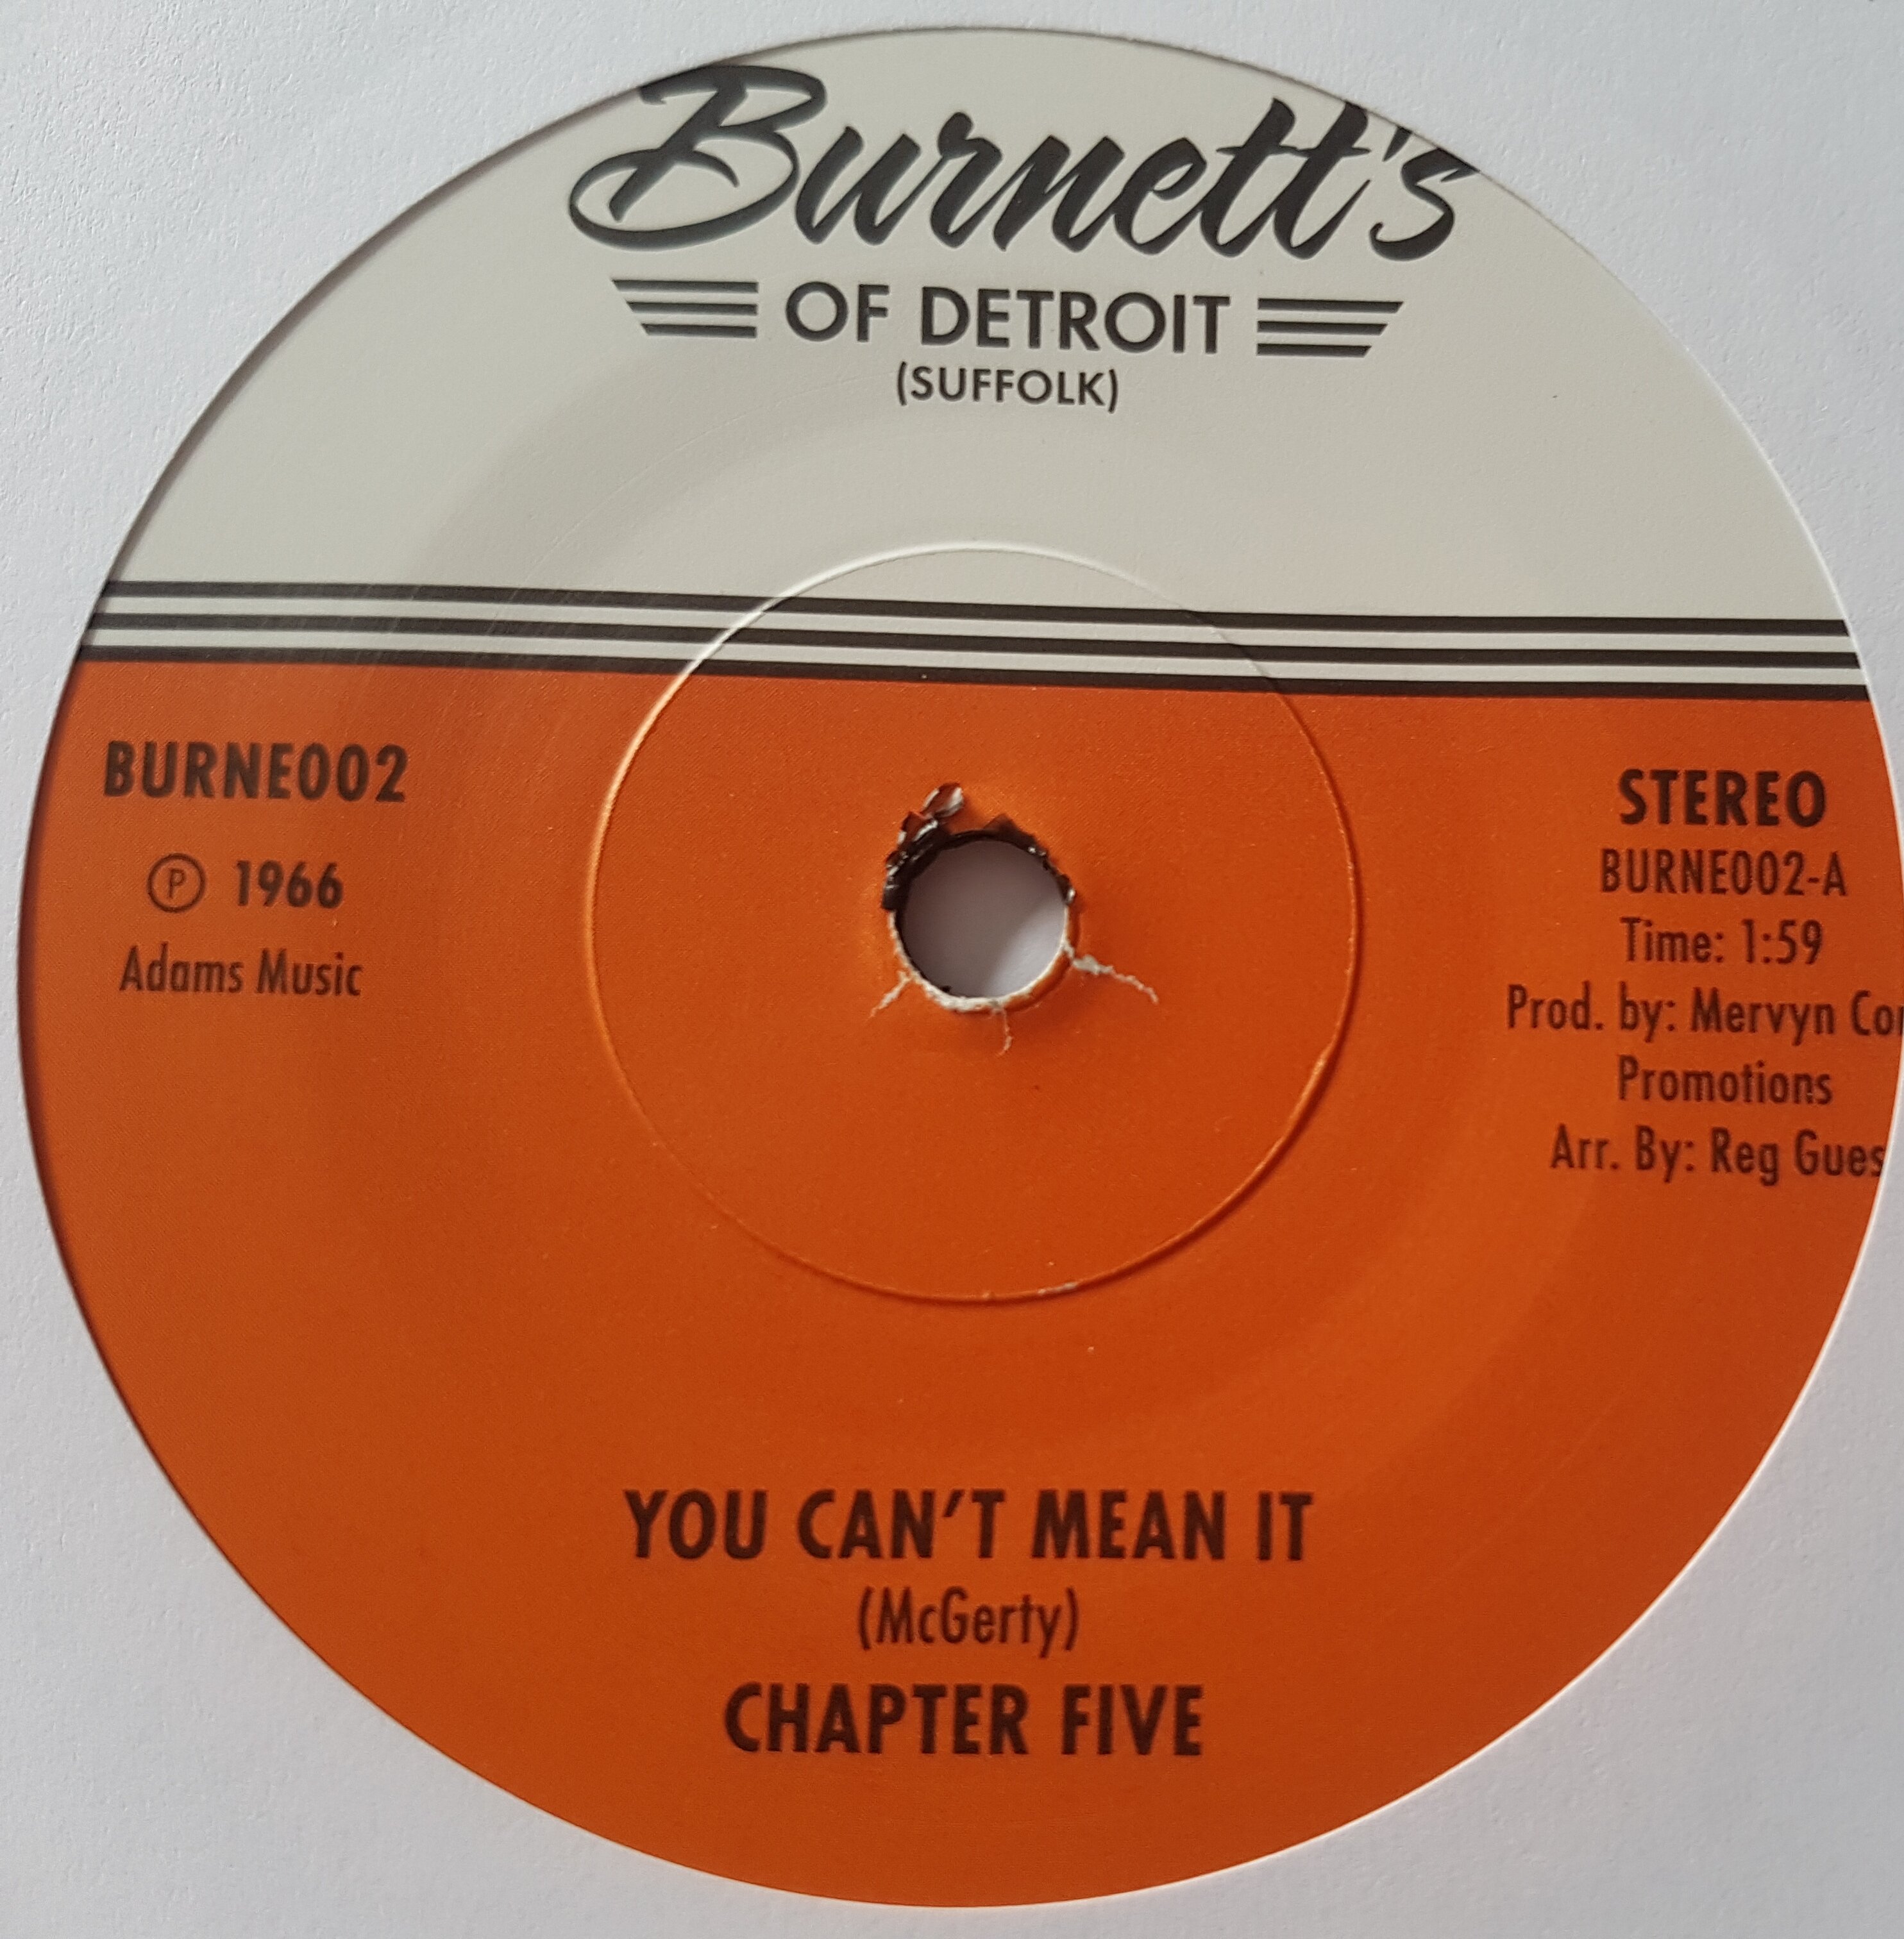 Burnett's
OF DETROIT
(SUFFOLK)
BURNE002
℗ 1966
Adams Music
STEREO
BURNE002-A
Time: 1:59
Prod. by: Mervyn
Promotions
Arr. By: Reg
YOU CAN'T MEAN IT
(McGerty)
CHAPTER FIVE